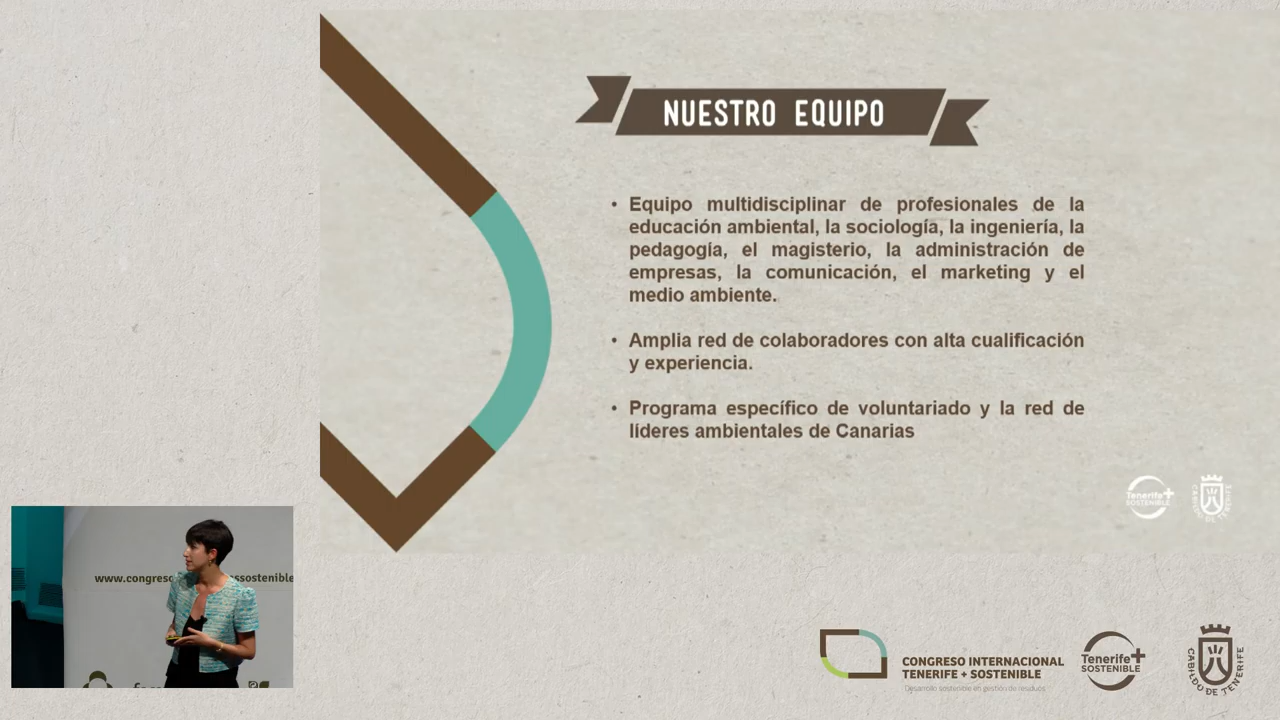 NUESTRO EQUIPO
• Equipo multidisciplinar de profesionales de la
educación ambiental, la sociología, la ingeniería, la
pedagogía, el magisterio, la administración de
empresas, la comunicación, el marketing y el
medio ambiente.
• Amplia red de colaboradores con alta cualificación
y experiencia.
• Programa específico de voluntariado y la red de
líderes ambientales de Canarias
Tenerife+
SOSTENIBLE
CABILDO DE TENERIFE
www.congreso
sostenible
CONGRESO INTERNACIONAL
TENERIFE + SOSTENIBLE
Desarrollo sostenible en gestión de residuos
Tenerife+
SOSTENIBLE
CABILDO DE TENERIFE